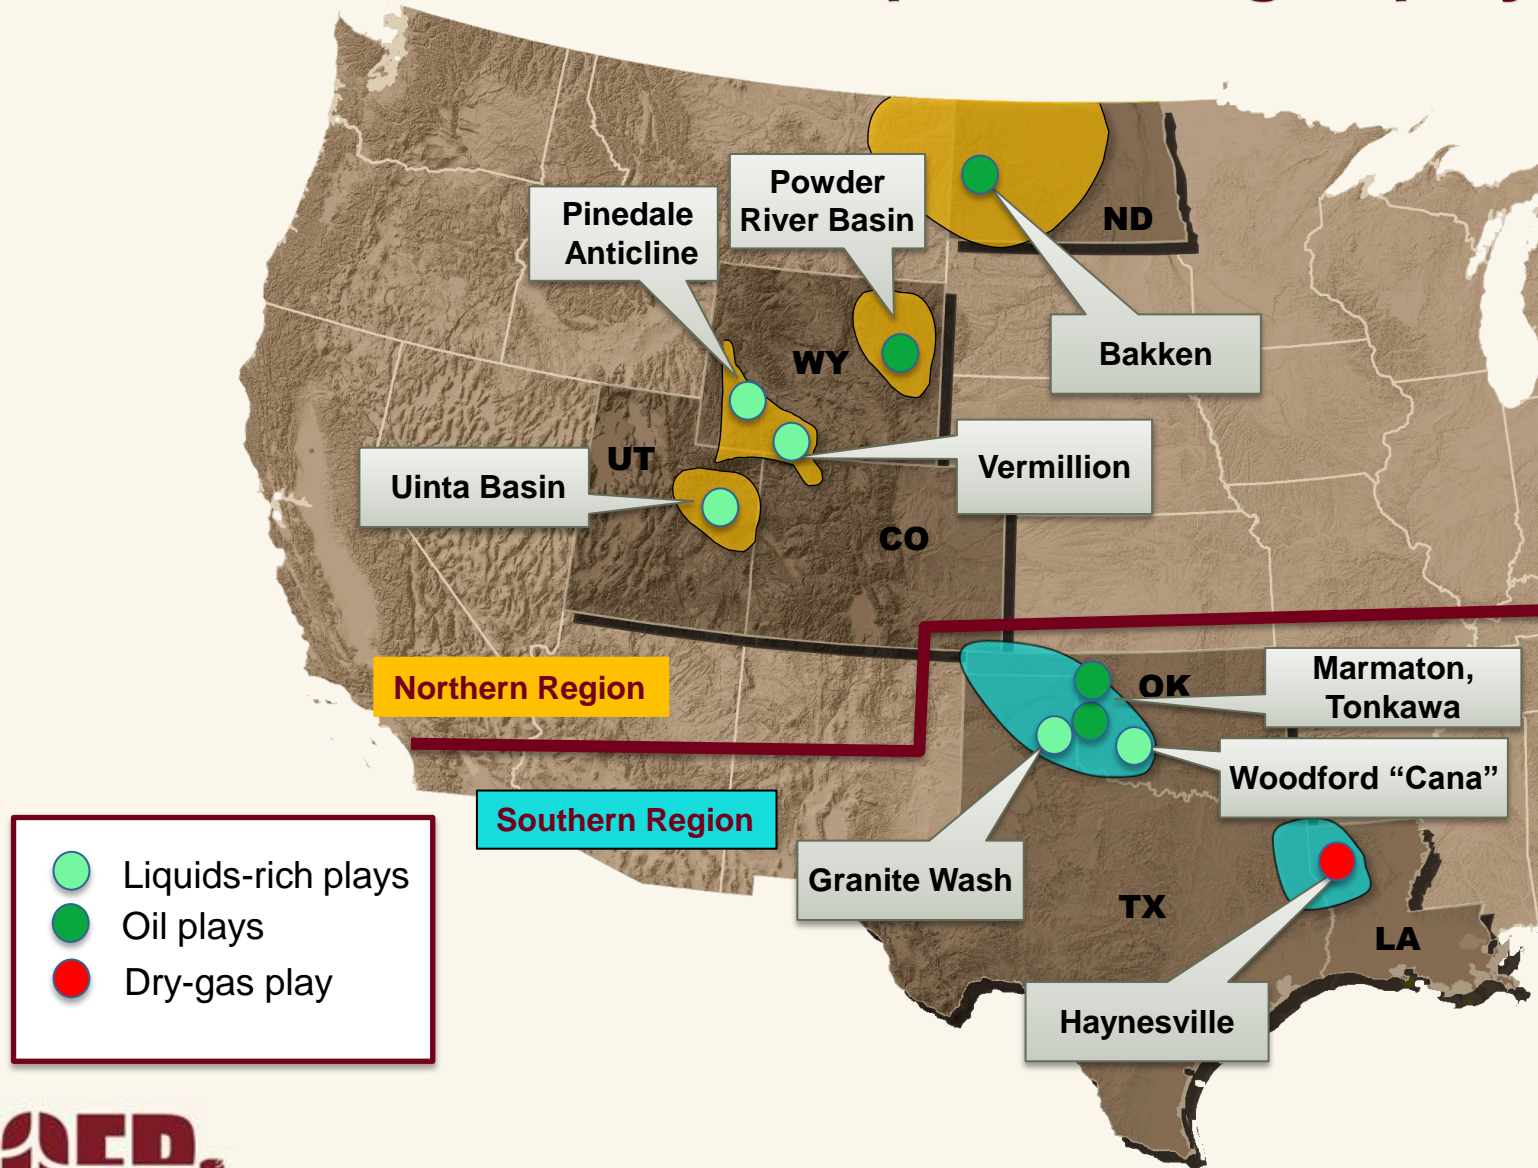 Powder
River Basin
Pinedale
Anticline
ND
Bakken
WY
Vermillion
UT
Uinta Basin
CO
Northern Region
Marmaton,
Tonkawa
OK
Woodford “Cana”
Southern Region
Granite Wash
TX
LA
Haynesville
Liquids-rich plays
Oil plays
Dry-gas play